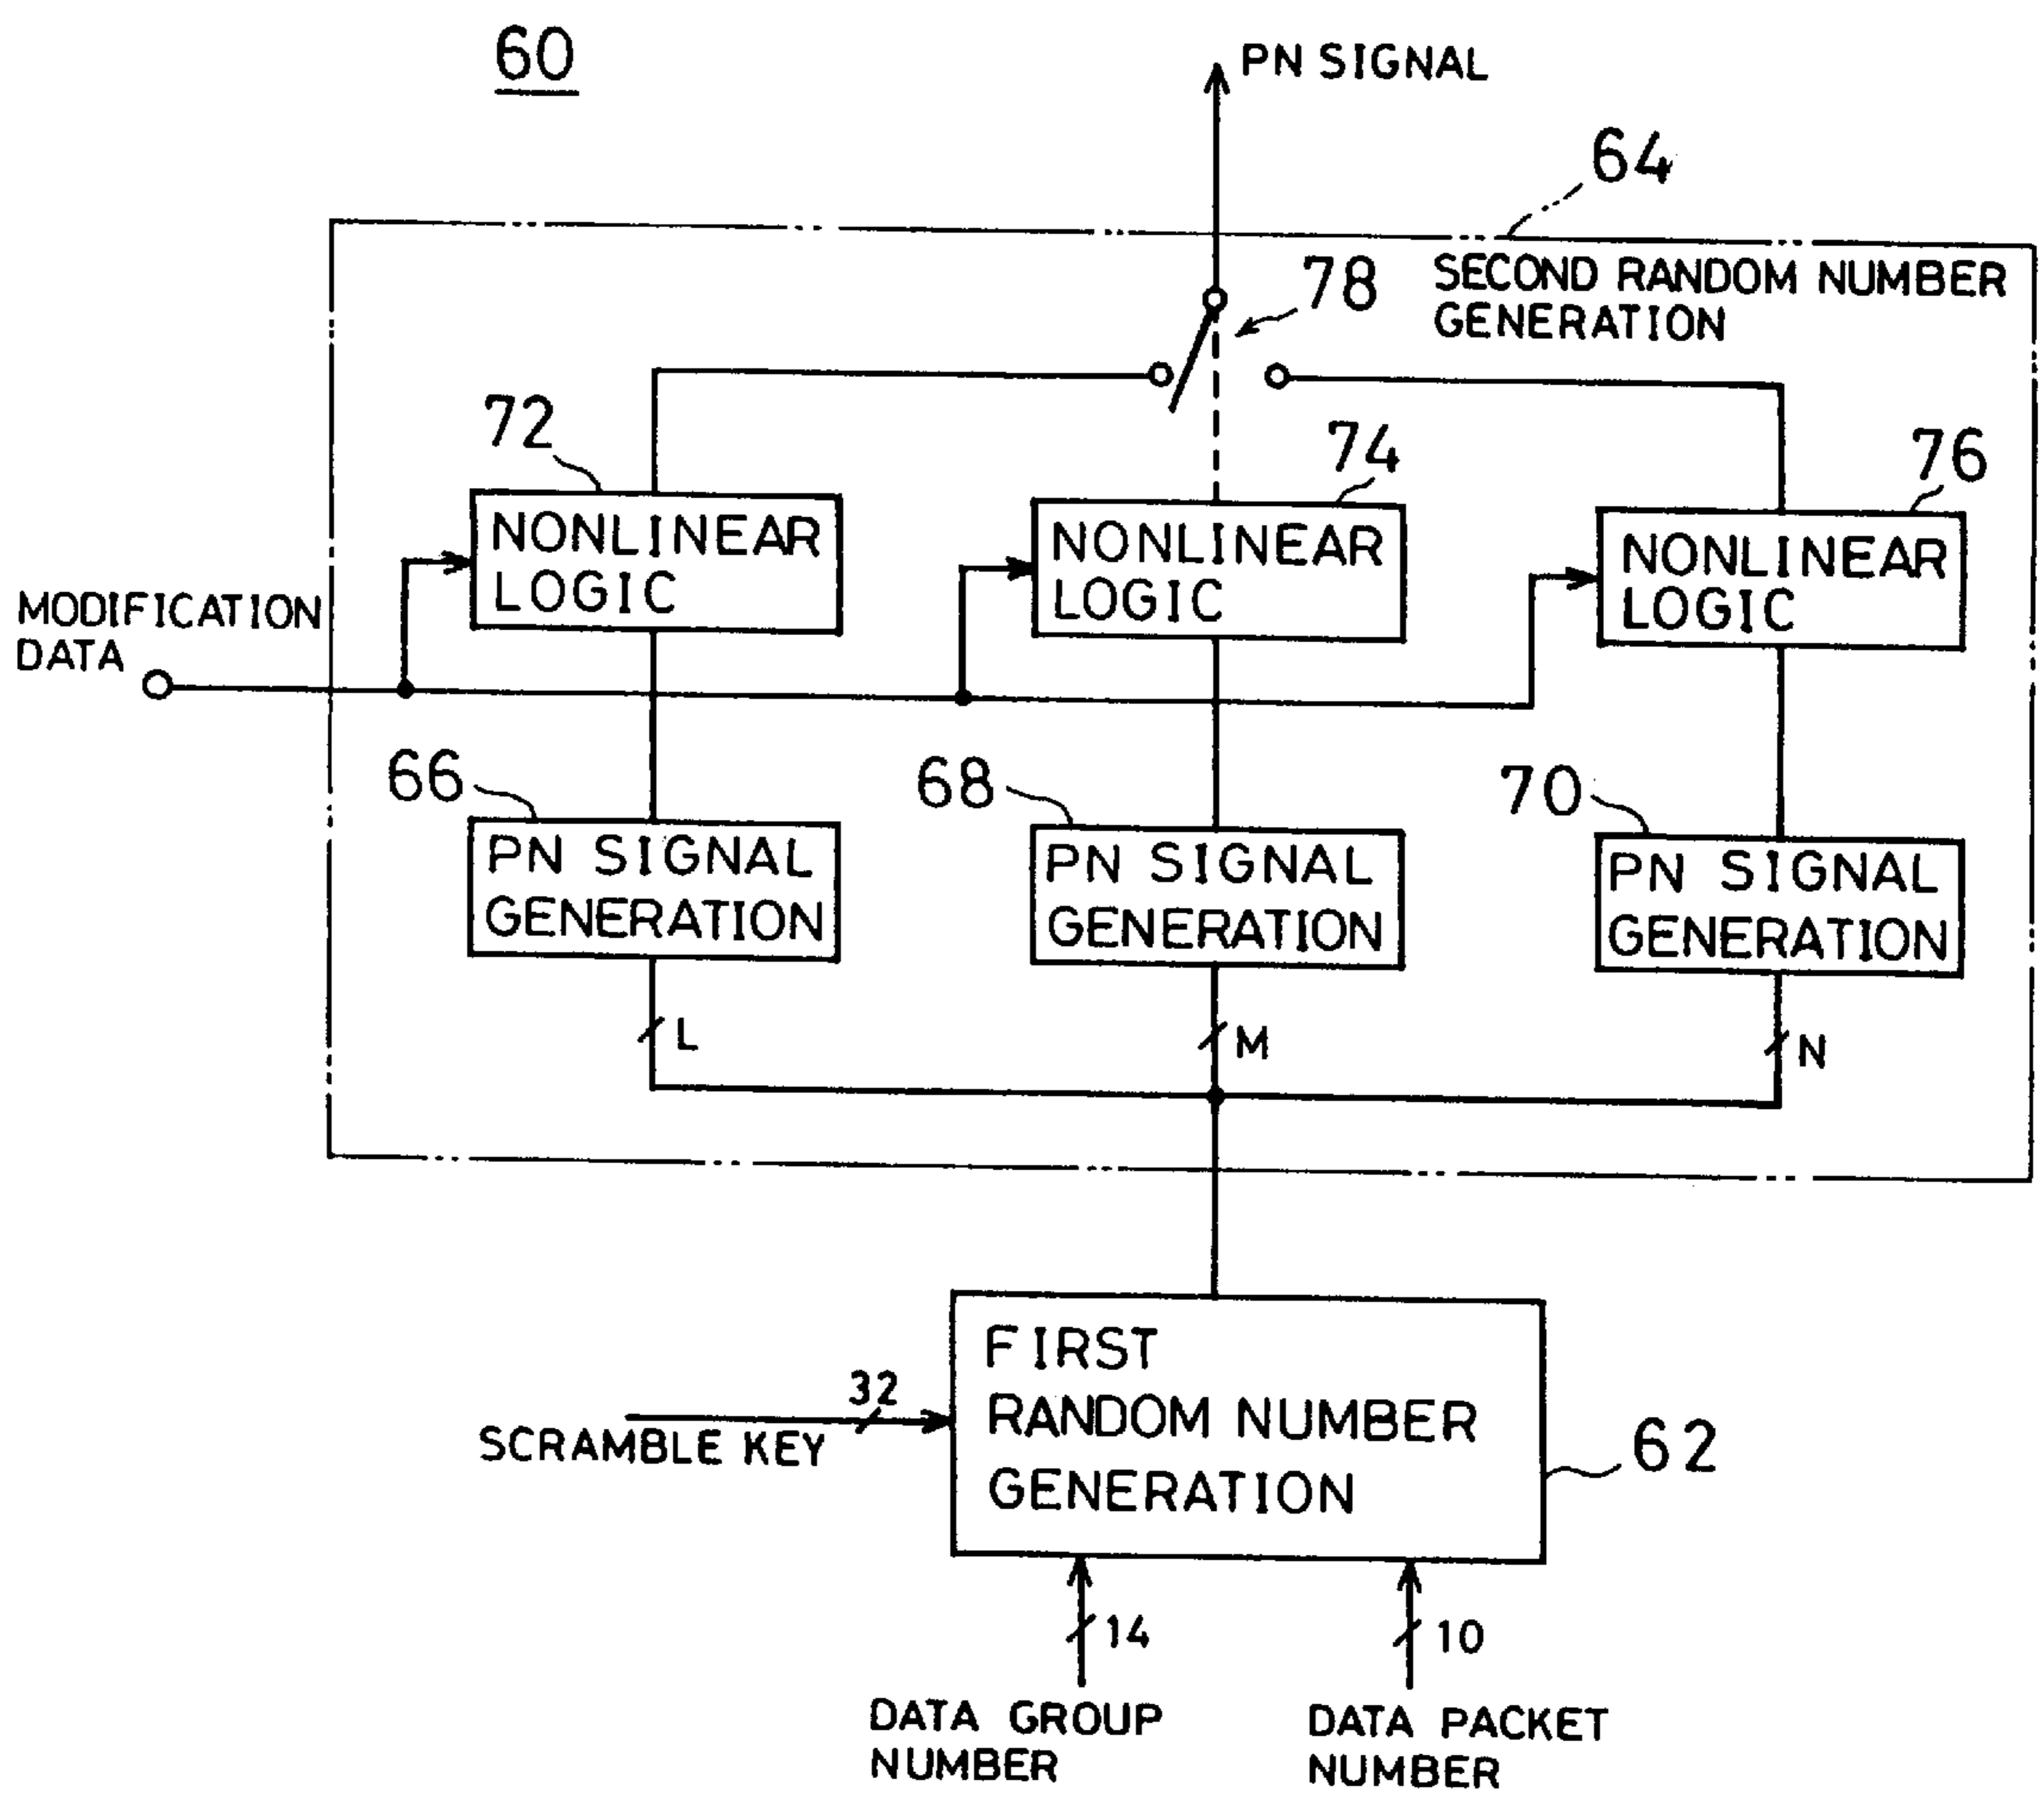 60
PN SIGNAL
64
SECOND RANDOM NUMBER
GENERATION
78
72
74
76
NONLINEAR
LOGIC
NONLINEAR
LOGIC
NONLINEAR
LOGIC
MODIFICATION
DATA
66
68
70
PN SIGNAL
GENERATION
PN SIGNAL
GENERATION
PN SIGNAL
GENERATION
L
M
N
FIRST
RANDOM NUMBER
GENERATION
32
SCRAMBLE KEY
62
14
10
DATA GROUP
NUMBER
DATA PACKET
NUMBER